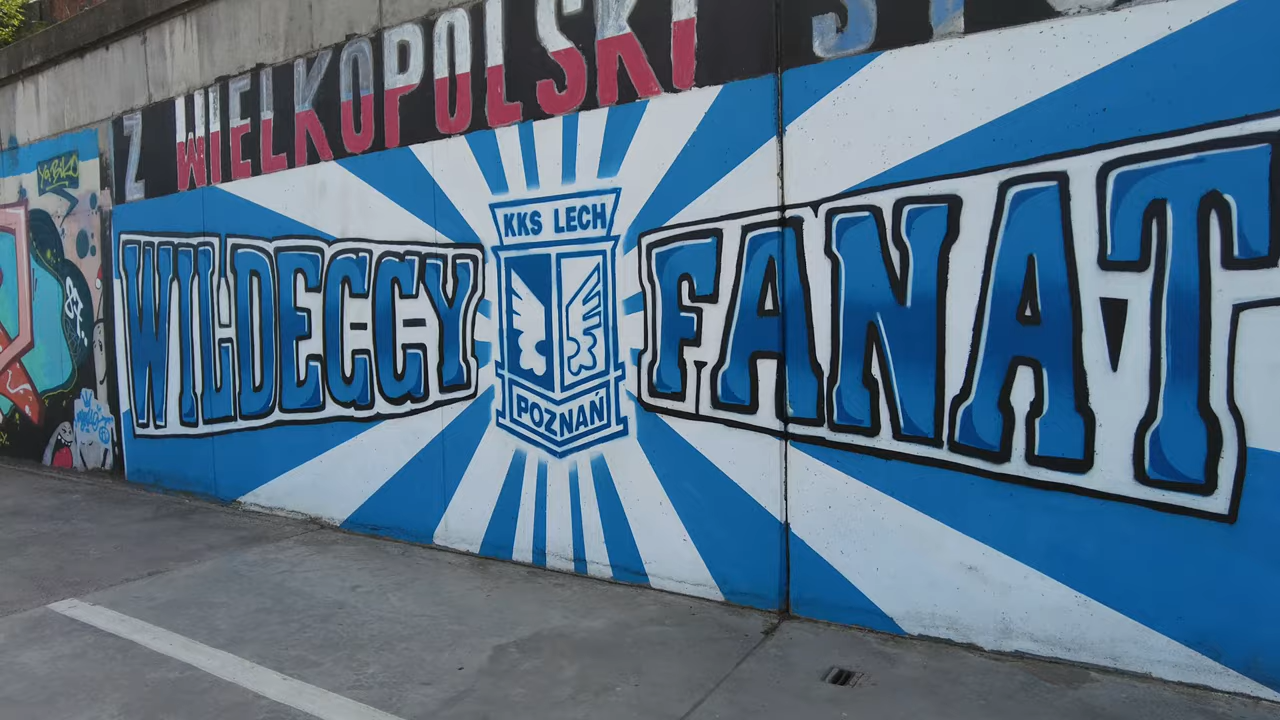 Z WIELKOPOLSKI
WILDECCY
KKS LECH
POZNAŃ
FANAT